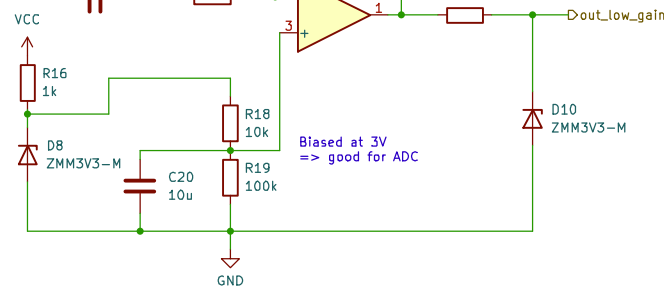 VCC
R16
1k
D8
ZMM3V3-M
C20
10u
R18
10k
R19
100k
GND
3
+
1
Biased at 3V
=> good for ADC
out_low_gain
D10
ZMM3V3-M